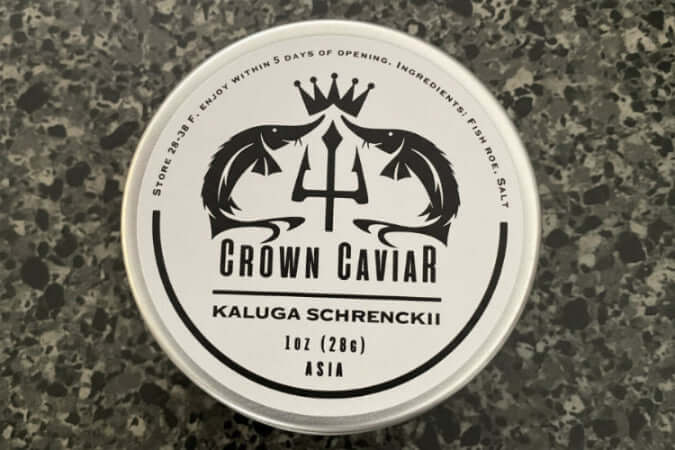 Store 28-38 F. enjoy within 5 days of opening. Ingredients: Fish roe, Salt
Crown Caviar
KALUGA SCHRENCKII
1oz (28g)
ASIA